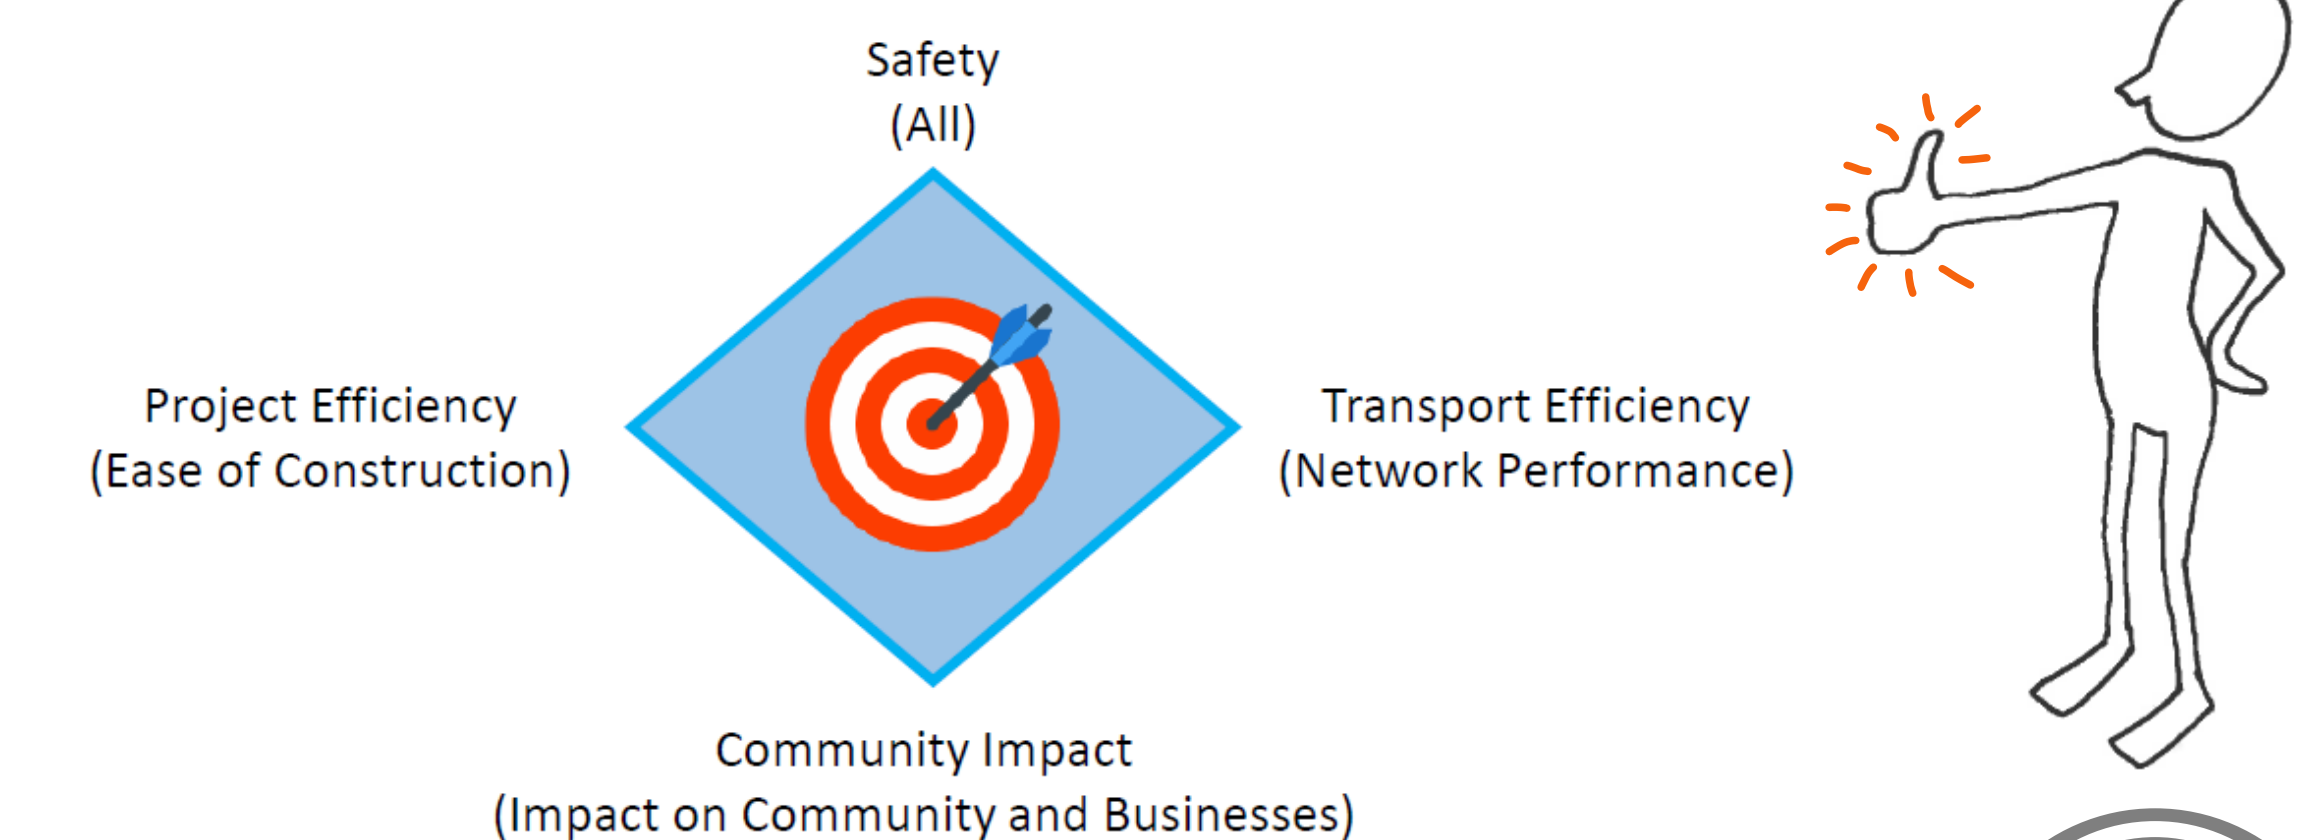 Safety
(All)
Project Efficiency
(Ease of Construction)
Transport Efficiency
(Network Performance)
Community Impact
(Impact on Community and Businesses)